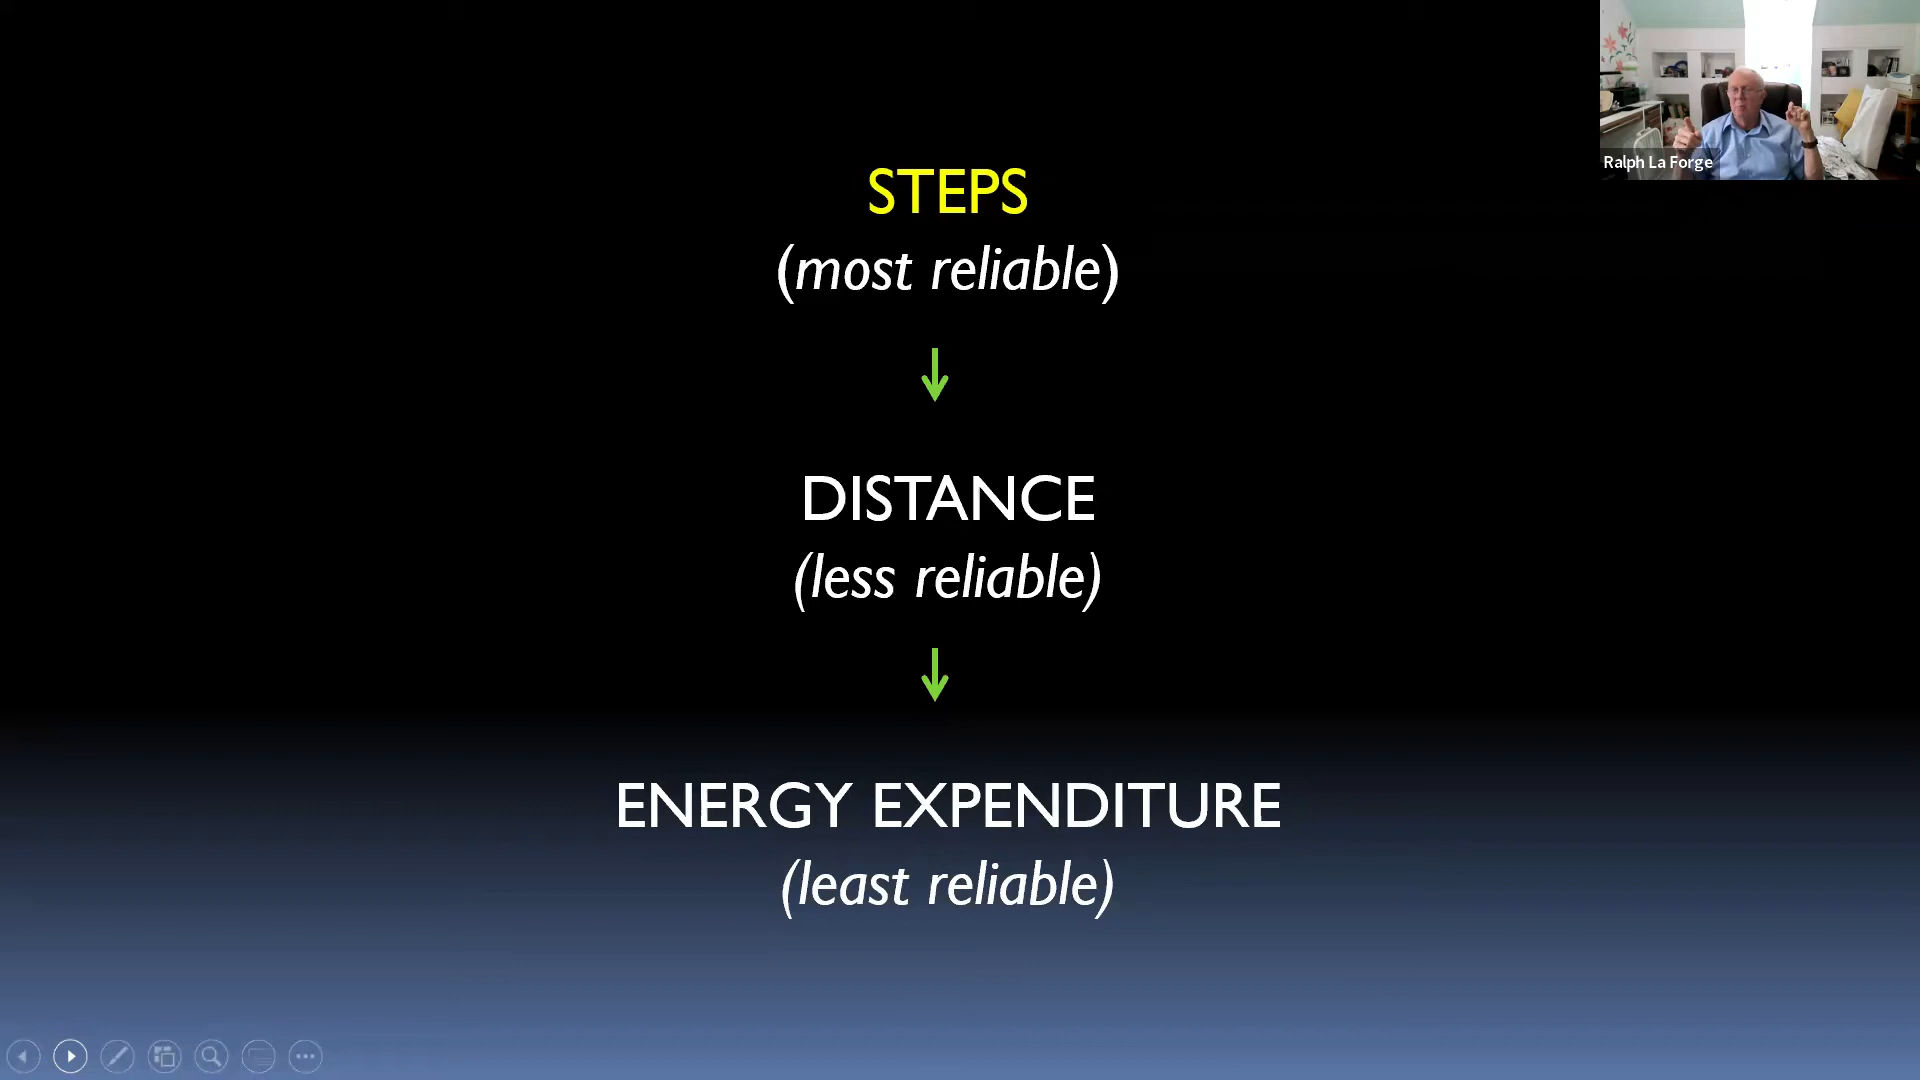 STEPS
(most reliable)
DISTANCE
(less reliable)
ENERGY EXPENDITURE
(least reliable)
Ralph La Forge